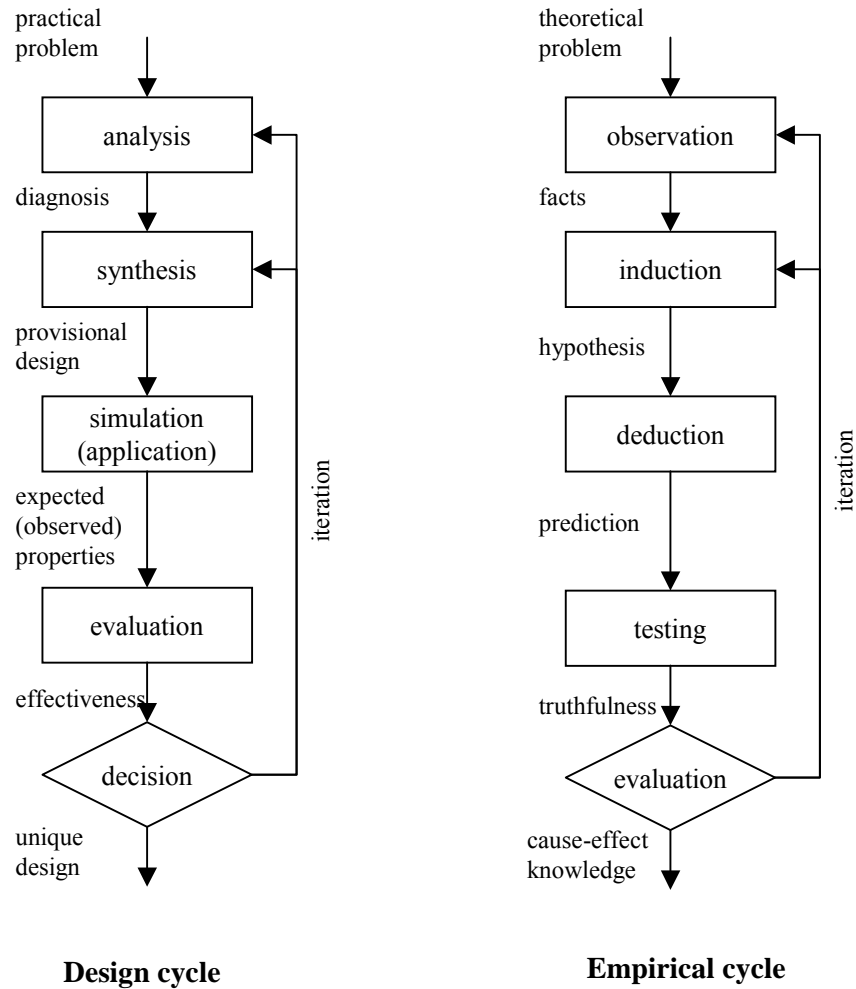 practical
problem
analysis
diagnosis
synthesis
provisional
design
simulation
(application)
expected
(observed)
properties
evaluation
effectiveness
decision
unique
design
iteration
Design cycle
theoretical
problem
observation
facts
induction
hypothesis
deduction
prediction
testing
truthfulness
evaluation
cause-effect
knowledge
iteration
Empirical cycle